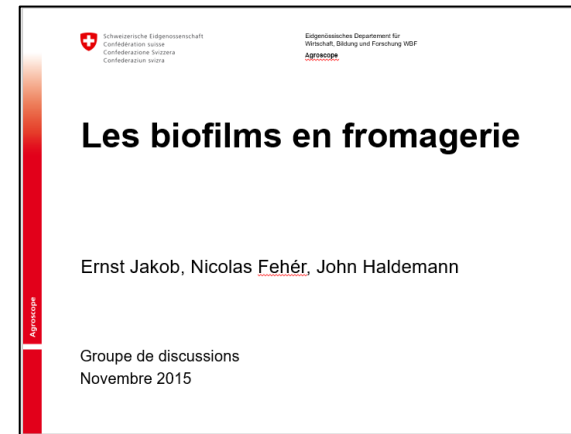 Schweizerische Eidgenossenschaft
Confédération suisse
Confederazione Svizzera
Confederaziun svizra
Eidgenössisches Departement für
Wirtschaft, Bildung und Forschung WBF
Agroscope
Les biofilms en fromagerie
Ernst Jakob, Nicolas Fehér, John Haldemann
Agroscope
Groupe de discussions
Novembre 2015